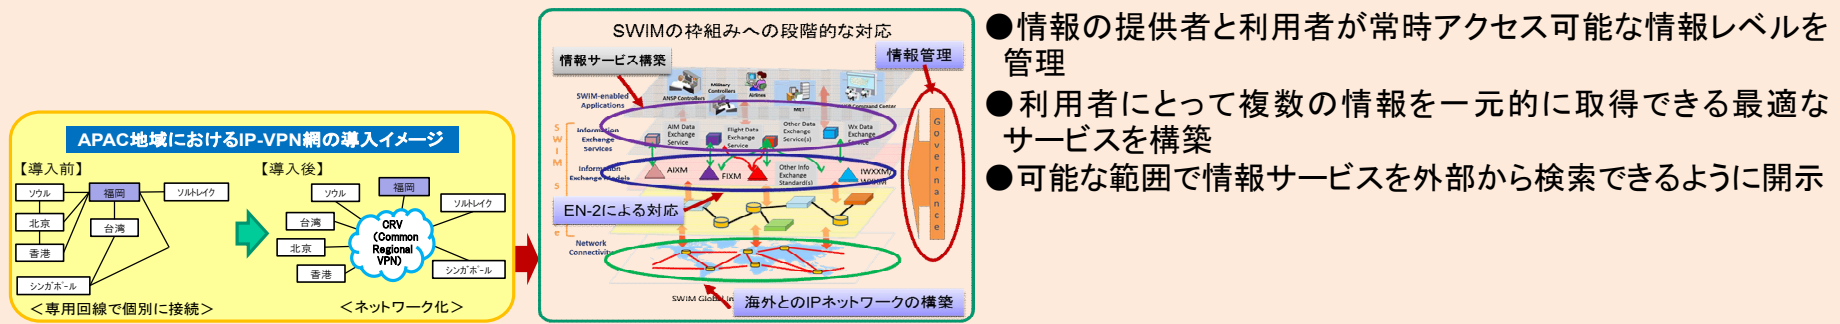 APAC地域におけるIP-VPN網の導入イメージ
【導入前】
ソウル
福岡
ソルトレイク
北京
台湾
香港
シンガポール
＜専用回線で個別に接続＞
【導入後】
ソウル
福岡
ソルトレイク
台湾
北京
香港
CRV
(Common
Regional
VPN)
シンガポール
＜ネットワーク化＞
SWIMの枠組みへの段階的な対応
情報サービス構築
情報管理
ANSP Controllers
Military
Controllers
Airlines
MET
Command Center
SWIM-enabled
Applications
Information
Exchange
Services
AIM Data
Exchange
Service
Flight Data
Exchange
Service
Other Data
Exchange
Service(s)
Wx Data
Exchange
Service
Information
Exchange Models
AIXM
FIXM
Other Info
Exchange
Standard(s)
IWXXM/
WXXM
EN-2による対応
Network
Connectivity
Governance
SWIM Global
海外とのIPネットワークの構築
●情報の提供者と利用者が常時アクセス可能な情報レベルを
管理
●利用者にとって複数の情報を一元的に取得できる最適な
サービスを構築
●可能な範囲で情報サービスを外部から検索できるように開示